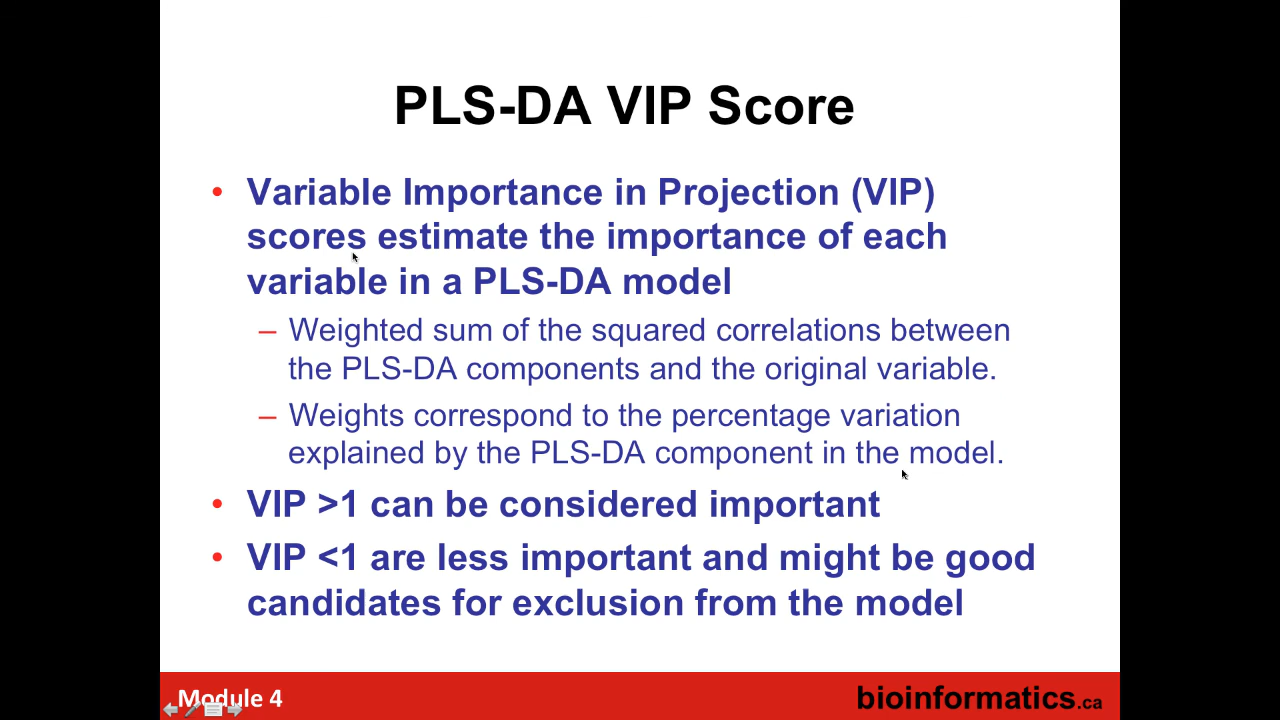 PLS-DA VIP Score
• Variable Importance in Projection (VIP)
scores estimate the importance of each
variable in a PLS-DA model
– Weighted sum of the squared correlations between
the PLS-DA components and the original variable.
– Weights correspond to the percentage variation
explained by the PLS-DA component in the model.
• VIP >1 can be considered important
• VIP <1 are less important and might be good
candidates for exclusion from the model
Module 4
bioinformatics.ca